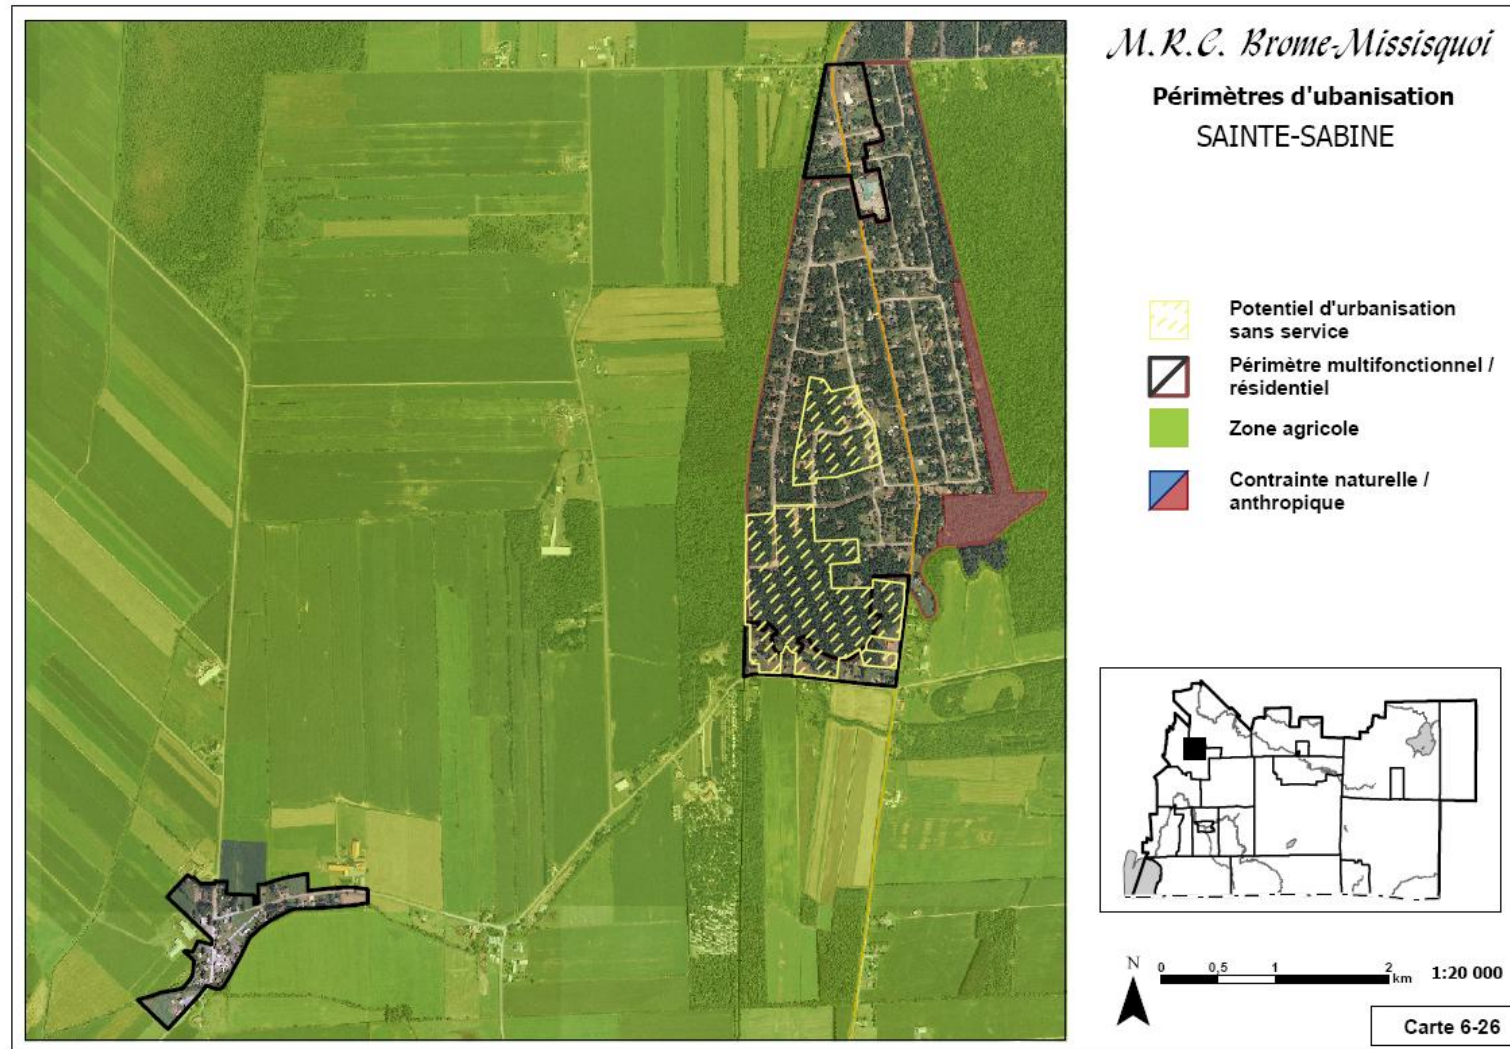 M.R.C. Brome-Missisquoi
Périmètres d'ubanisation
SAINTE-SABINE
Potentiel d'urbanisation
sans service
Périmètre multifonctionnel /
résidentiel
Zone agricole
Contrainte naturelle /
anthropique
N
0 0,5 1 2 km 1:20 000
Carte 6-26